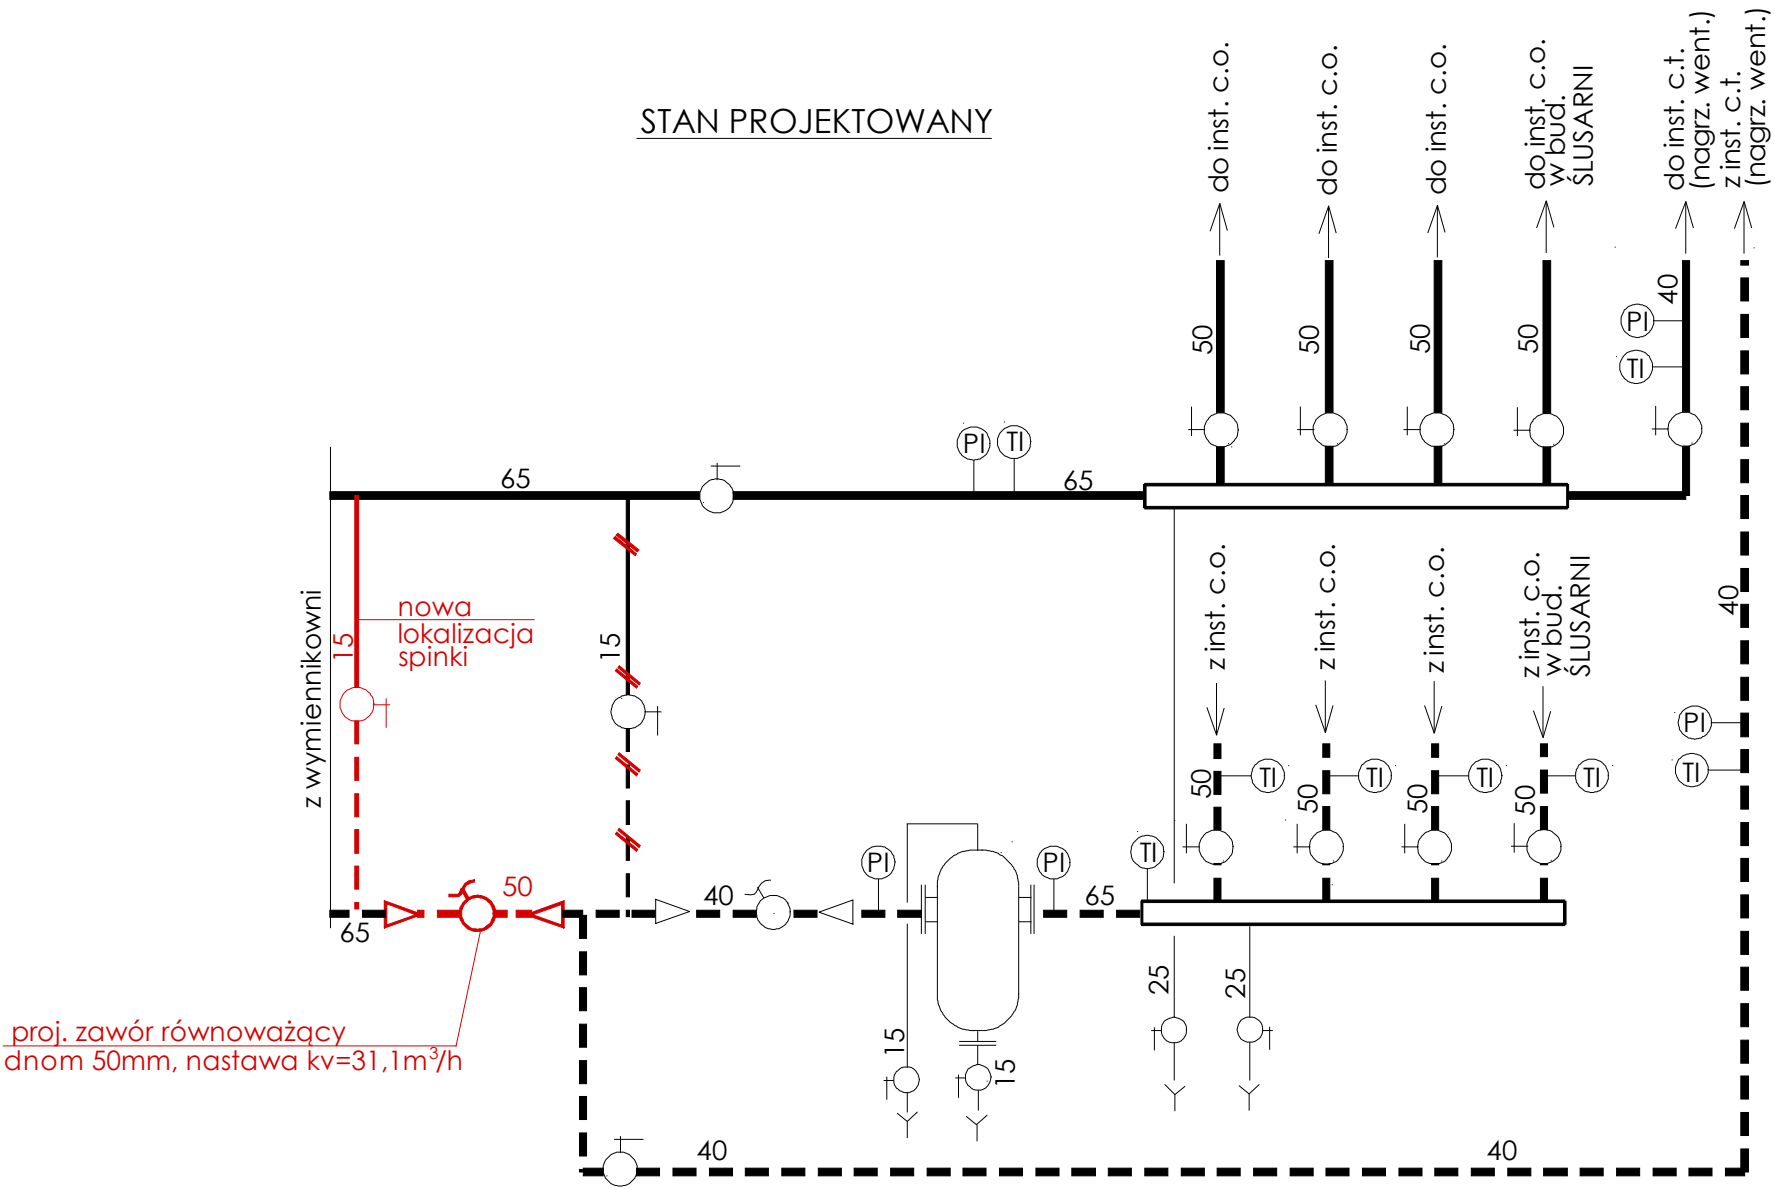 STAN PROJEKTOWANY
do inst. c.o.
do inst. c.o.
do inst. c.o.
do inst. c.o.
w bud.
ŚLUSARNI
do inst. c.t.
(nagrz. went.)
z inst. c.t.
(nagrz. went.)
50
50
50
50
40
PI
TI
PI
TI
65
65
z wymiennikowni
15
nowa
lokalizacja
spinki
15
z inst. c.o.
z inst. c.o.
z inst. c.o.
z inst. c.o.
w bud.
ŚLUSARNI
40
PI
TI
TI
TI
TI
TI
50
50
50
50
PI
PI
TI
65
50
40
65
25
25
15
15
proj. zawór równoważący
dnom 50mm, nastawa kv=31,1m³/h
40
40